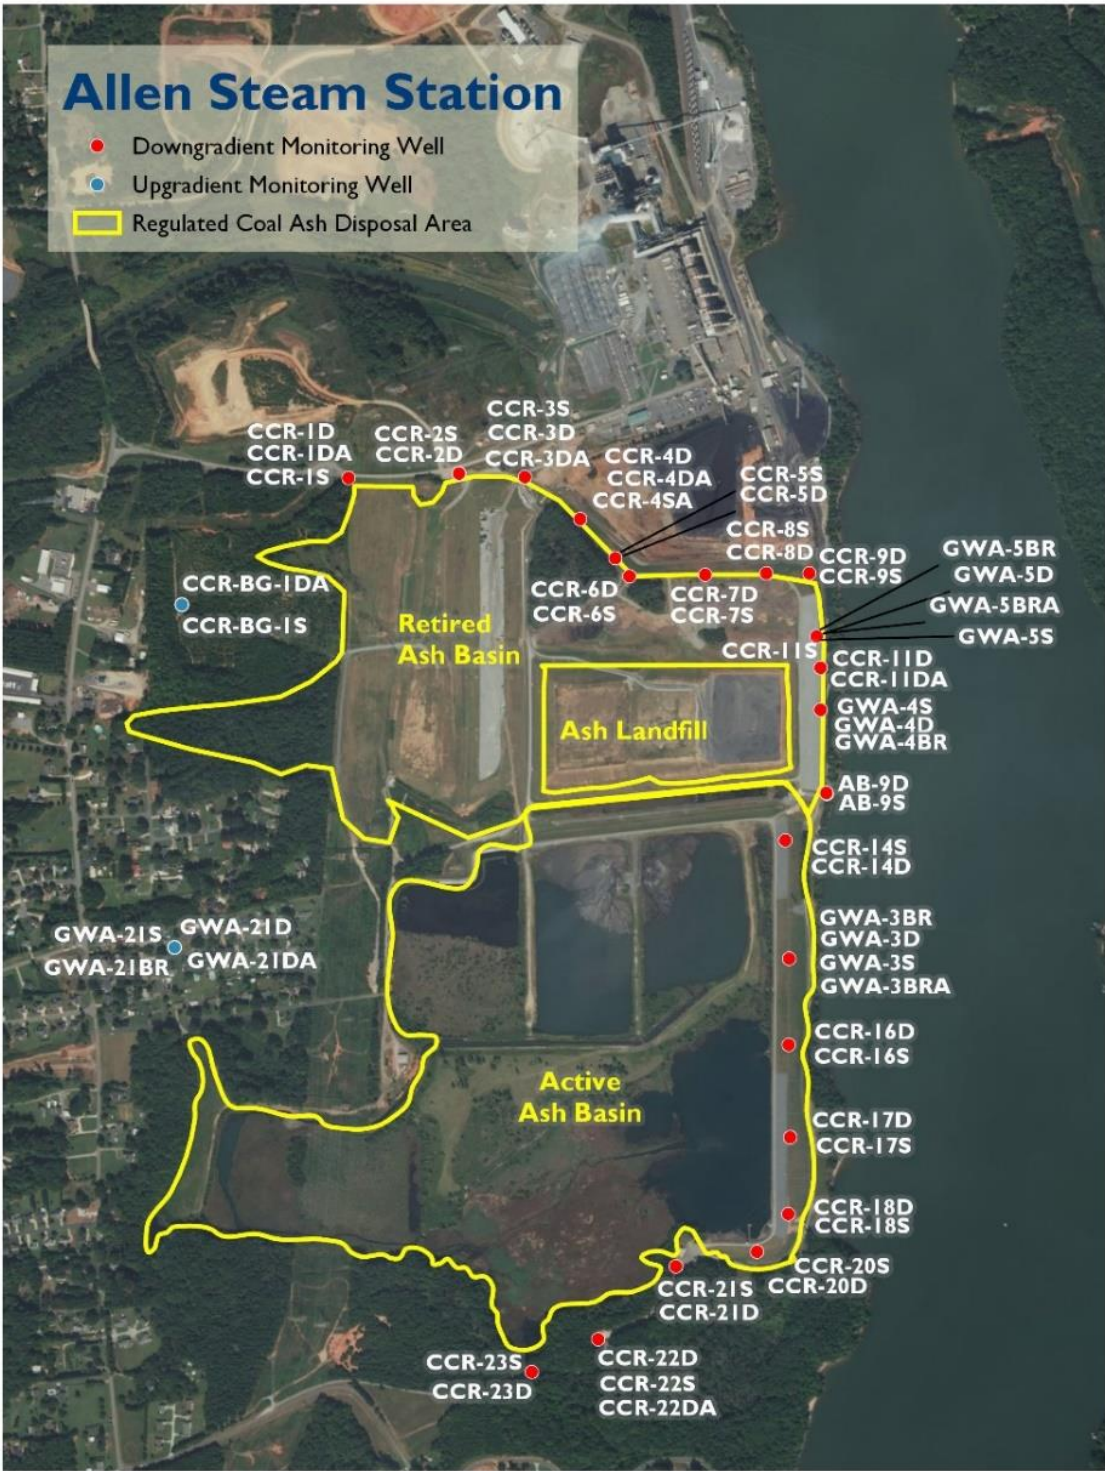 Allen Steam Station
Downgradient Monitoring Well
Upgradient Monitoring Well
Regulated Coal Ash Disposal Area
CCR-1D
CCR-1DA
CCR-1S
CCR-2S
CCR-2D
CCR-3S
CCR-3D
CCR-3DA
CCR-4D
CCR-4DA
CCR-4SA
CCR-5S
CCR-5D
CCR-8S
CCR-8D
CCR-9D
CCR-9S
GWA-5BR
GWA-5D
GWA-5BRA
GWA-5S
CCR-BG-1DA
CCR-BG-1S
CCR-6D
CCR-6S
CCR-7D
CCR-7S
Retired
Ash Basin
CCR-11S
CCR-11D
CCR-11DA
Ash Landfill
GWA-4S
GWA-4D
GWA-4BR
AB-9D
AB-9S
CCR-14S
CCR-14D
GWA-21S
GWA-21D
GWA-21BR
GWA-21DA
GWA-3BR
GWA-3D
GWA-3S
GWA-3BRA
CCR-16D
CCR-16S
Active
Ash Basin
CCR-17D
CCR-17S
CCR-18D
CCR-18S
CCR-20S
CCR-20D
CCR-21S
CCR-21D
CCR-22D
CCR-22S
CCR-22DA
CCR-23S
CCR-23D